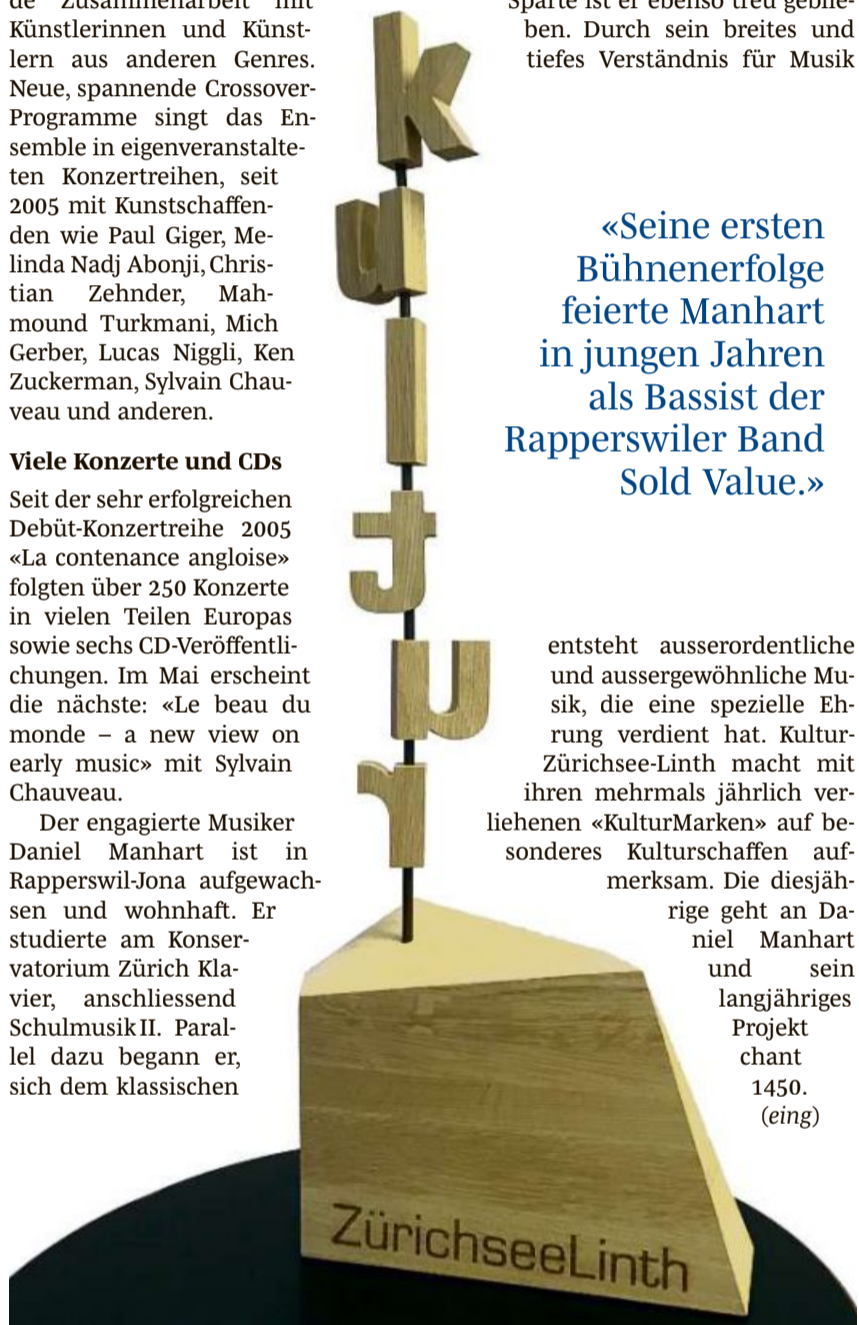 de Zusammenarbeit mit
Künstlerinnen und Künst-
lern aus anderen Genres.
Neue, spannende Crossover-
Programme singt das En-
semble in eigenveranstalte-
ten Konzertreihen, seit
2005 mit Kunstschaffen-
den wie Paul Giger, Me-
linda Nadj Abonji, Chris-
tian Zehnder, Mah-
mound Turkmani, Mich
Gerber, Lucas Niggli, Ken
Zuckerman, Sylvain Chau-
veau und anderen.
Viele Konzerte und CDs
Seit der sehr erfolgreichen
Debüt-Konzertreihe 2005
«La contenance angloise»
folgten über 250 Konzerte
in vielen Teilen Europas
sowie sechs CD-Veröffentli-
chungen. Im Mai erscheint
die nächste: «Le beau du
monde – a new view on
early music» mit Sylvain
Chauveau.
Der engagierte Musiker
Daniel Manhart ist in
Rapperswil-Jona aufgewach-
sen und wohnhaft. Er
studierte am Konser-
vatorium Zürich Kla-
vier, anschliessend
Schulmusik II. Paral-
lel dazu begann er,
sich dem klassischen
k
u
l
t
u
r
ZürichseeLinth
Sparte ist er ebenso treu geblie-
ben. Durch sein breites und
tiefes Verständnis für Musik
«Seine ersten
Bühnenerfolge
feierte Manhart
in jungen Jahren
als Bassist der
Rapperswiler Band
Sold Value.»
entsteht ausserordentliche
und aussergewöhnliche Mu-
sik, die eine spezielle Eh-
rung verdient hat. Kultur-
Zürichsee-Linth macht mit
ihren mehrmals jährlich ver-
liehenen «KulturMarken» auf be-
sonderes Kulturschaffen auf-
merksam. Die diesjäh-
rige geht an Da-
niel Manhart
und sein
langjähriges
Projekt
chant
1450.
(eing)